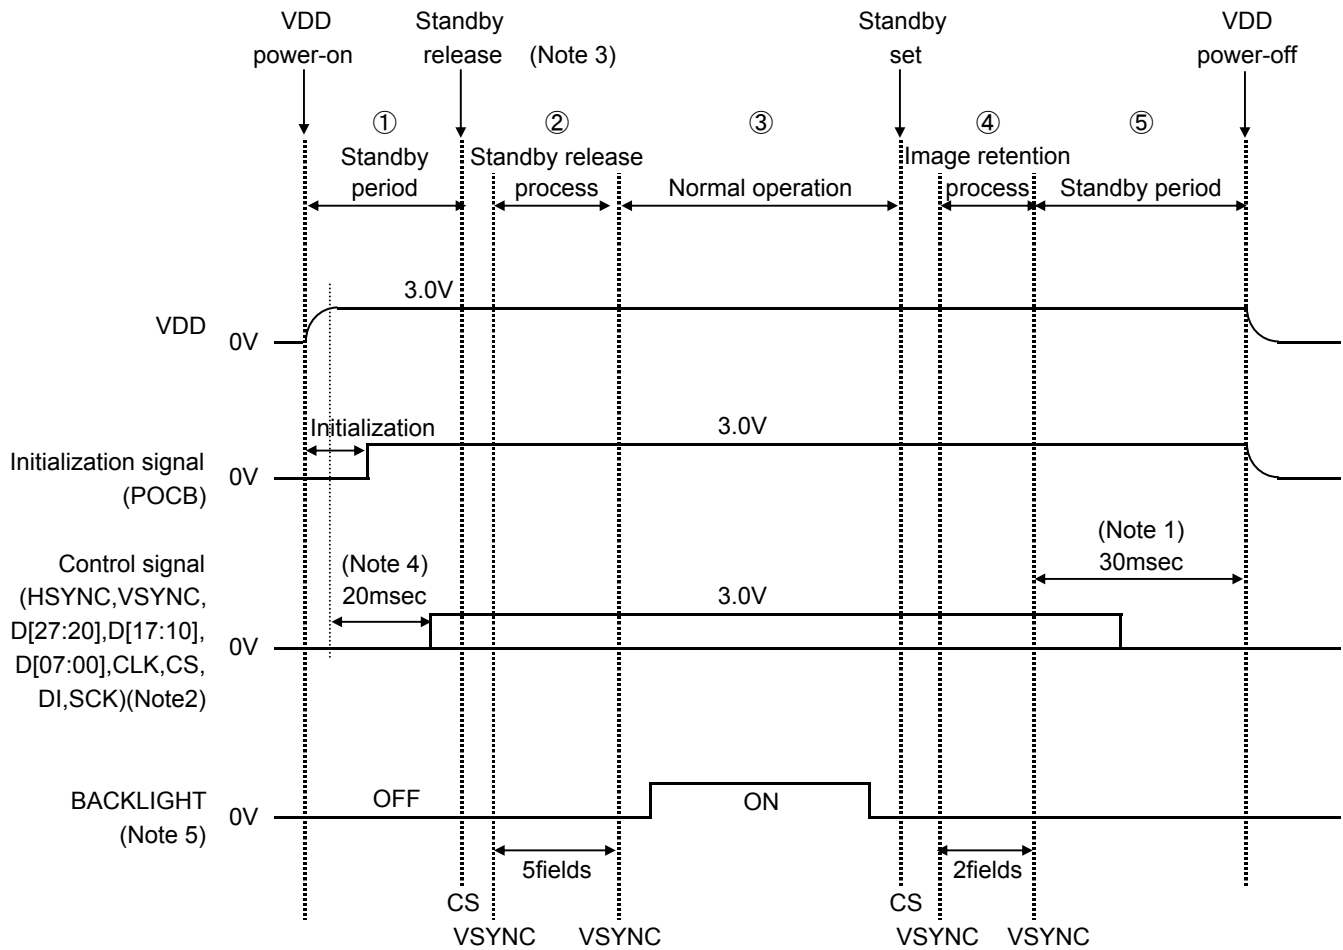 VDD
power-on
Standby
release
(Note 3)
Standby
set
VDD
power-off
①
②
③
④
⑤
Standby
period
Standby release
process
Normal operation
Image retention
process
Standby period
VDD
0V
3.0V
Initialization
3.0V
Initialization signal
(POCB)
0V
Control signal
(HSYNC,VSYNC,
D[27:20],D[17:10],
D[07:00],CLK,CS,
DI,SCK)(Note2)
0V
(Note 4)
20msec
3.0V
(Note 1)
30msec
BACKLIGHT
(Note 5)
0V
OFF
ON
5fields
2fields
CS
CS
VSYNC
VSYNC
VSYNC
VSYNC